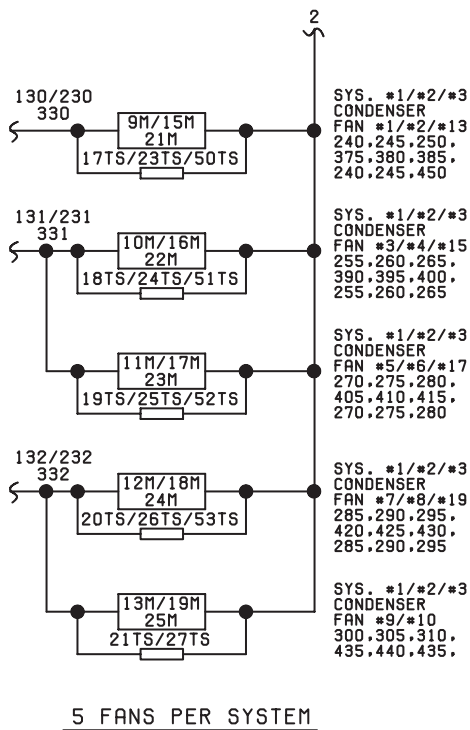 2
130/230
330
9M/15M
21M
17TS/23TS/50TS
SYS. #1/#2/#3
CONDENSER
FAN #1/#2/#13
240,245,250,
375,380,385,
240,245,450
131/231
331
10M/16M
22M
18TS/24TS/51TS
SYS. #1/#2/#3
CONDENSER
FAN #3/#4/#15
255,260,265,
390,395,400,
255,260,265
11M/17M
23M
19TS/25TS/52TS
SYS. #1/#2/#3
CONDENSER
FAN #5/#6/#17
270,275,280,
405,410,415,
270,275,280
132/232
332
12M/18M
24M
20TS/26TS/53TS
SYS. #1/#2/#3
CONDENSER
FAN #7/#8/#19
285,290,295,
420,425,430,
285,290,295
13M/19M
25M
21TS/27TS
SYS. #1/#2/#3
CONDENSER
FAN #9/#10
300,305,310,
435,440,435,
5 FANS PER SYSTEM